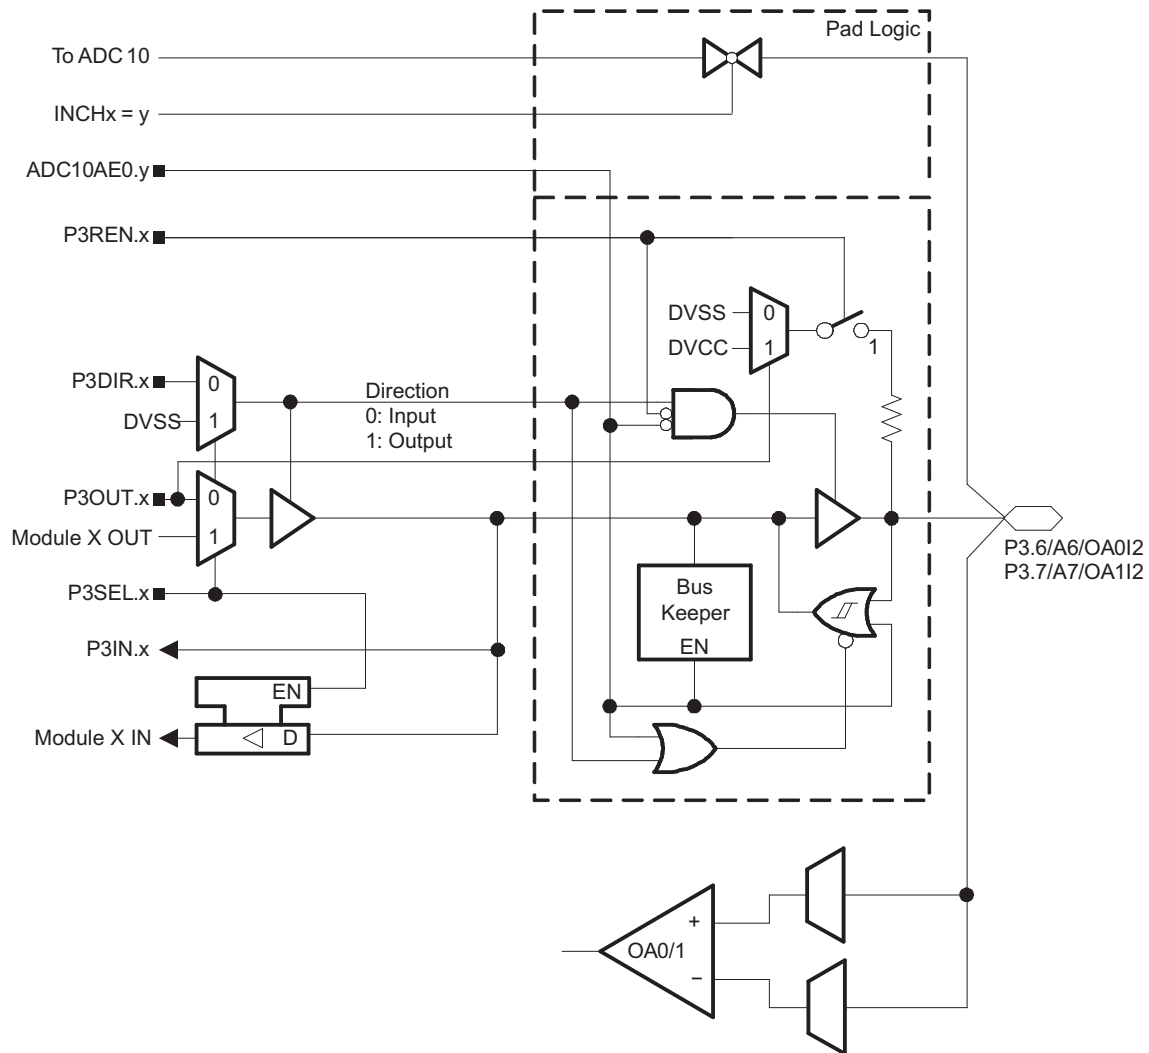 Pad Logic
To ADC 10
INCHx = y
ADC10AE0.y
P3REN.x
DVSS
0
DVCC
1
1
P3DIR.x
0
DVSS
1
Direction
0: Input
1: Output
P3OUT.x
0
Module X OUT
1
P3SEL.x
P3IN.x
EN
Module X IN
D
Bus
Keeper
EN
P3.6/A6/OA0I2
P3.7/A7/OA1I2
+
OA0/1
−